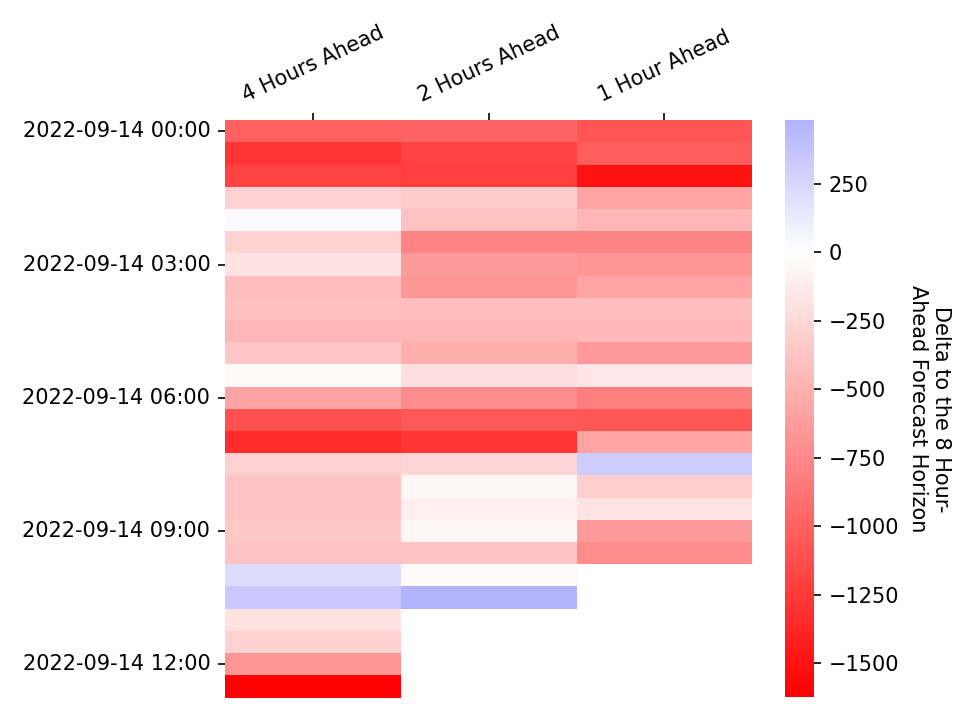 4 Hours Ahead
2 Hours Ahead
1 Hour Ahead
2022-09-14 00:00
2022-09-14 03:00
2022-09-14 06:00
2022-09-14 09:00
2022-09-14 12:00
250
0
−250
−500
−750
−1000
−1250
−1500
Delta to the 8 Hour-
Ahead Forecast Horizon